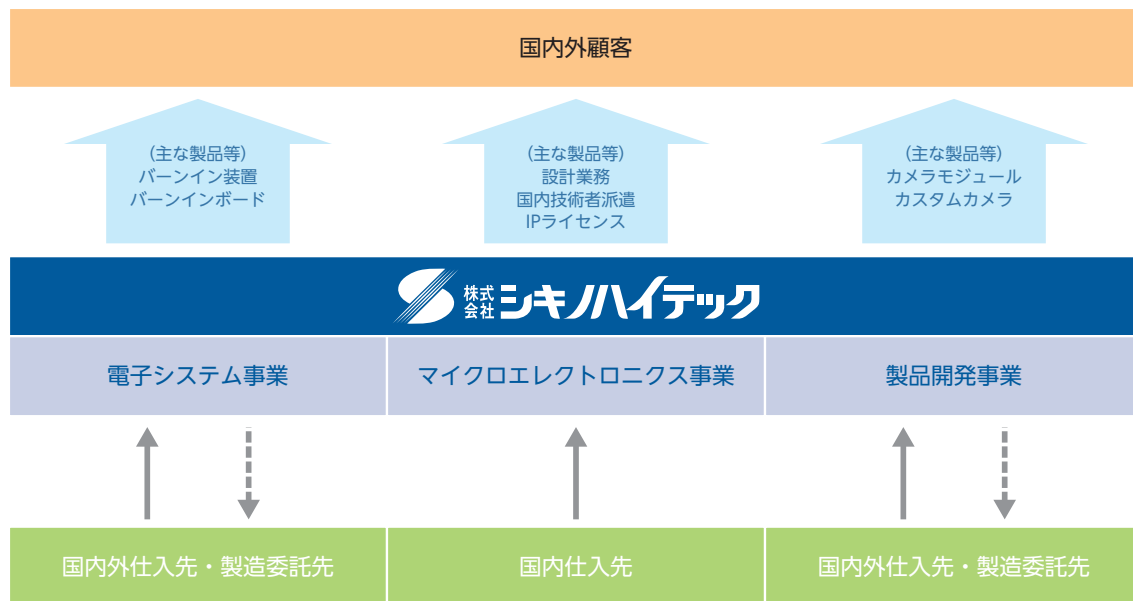 国内外顧客
（主な製品等）
バーンイン装置
バーンインボード
（主な製品等）
設計業務
国内技術者派遣
IPライセンス
（主な製品等）
カメラモジュール
カスタムカメラ
株式会社シキノハイテック
電子システム事業
マイクロエレクトロニクス事業
製品開発事業
国内外仕入先・製造委託先
国内仕入先
国内外仕入先・製造委託先